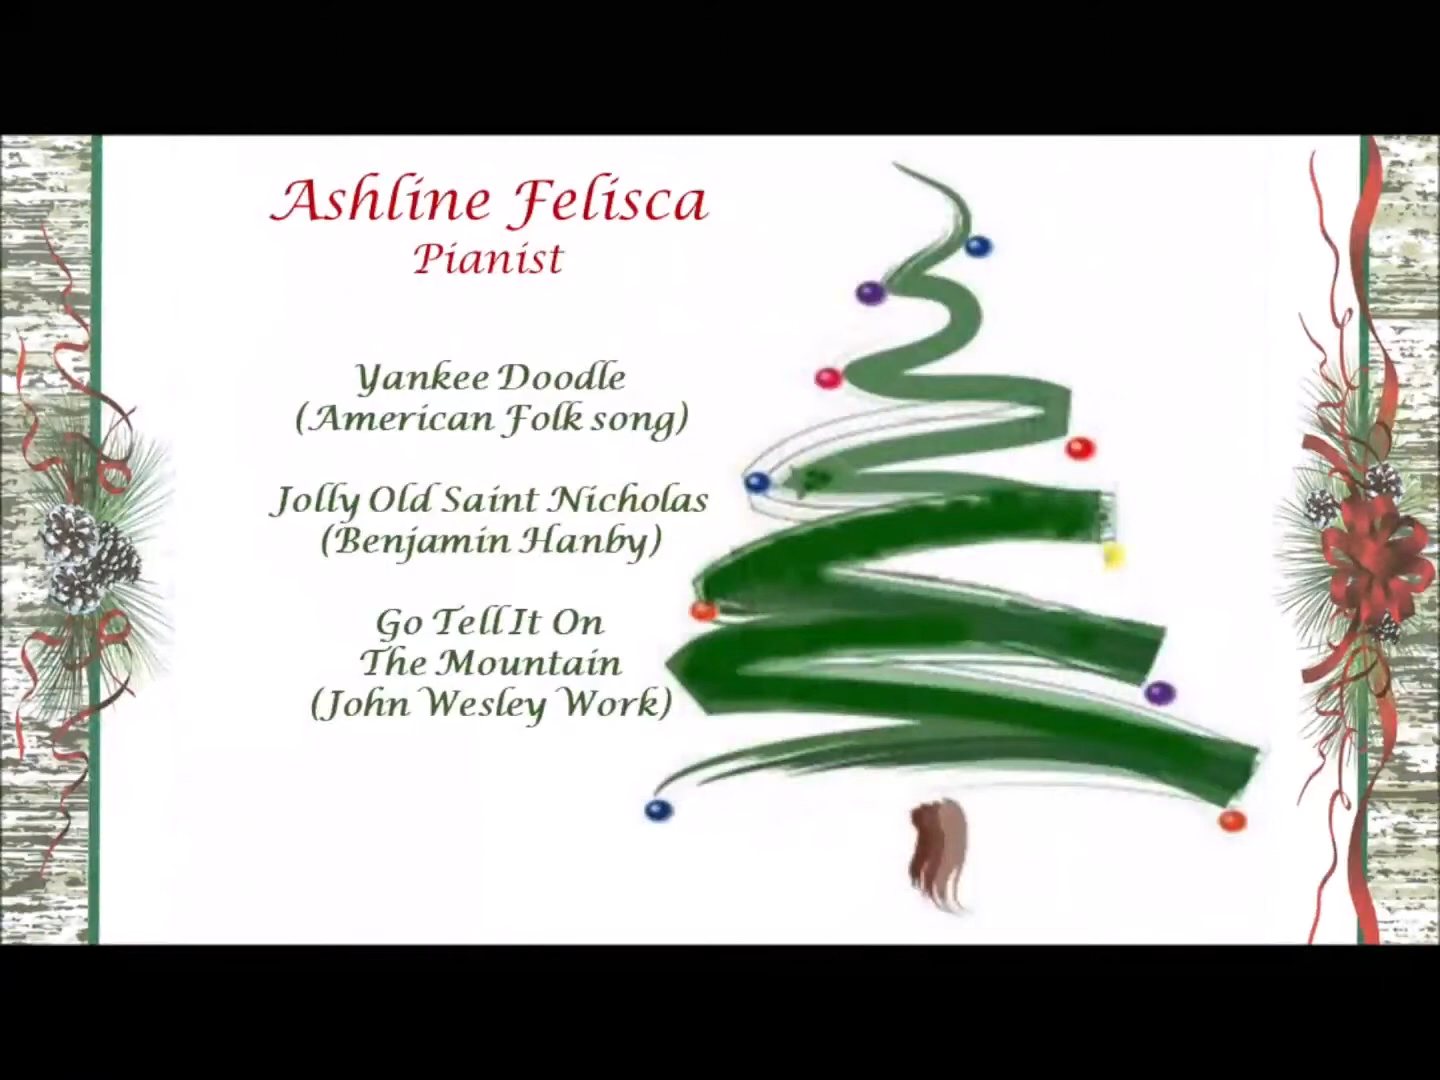 Ashline Felisca
Pianist
Yankee Doodle
(American Folk song)
Jolly Old Saint Nicholas
(Benjamin Hanby)
Go Tell It On
The Mountain
(John Wesley Work)